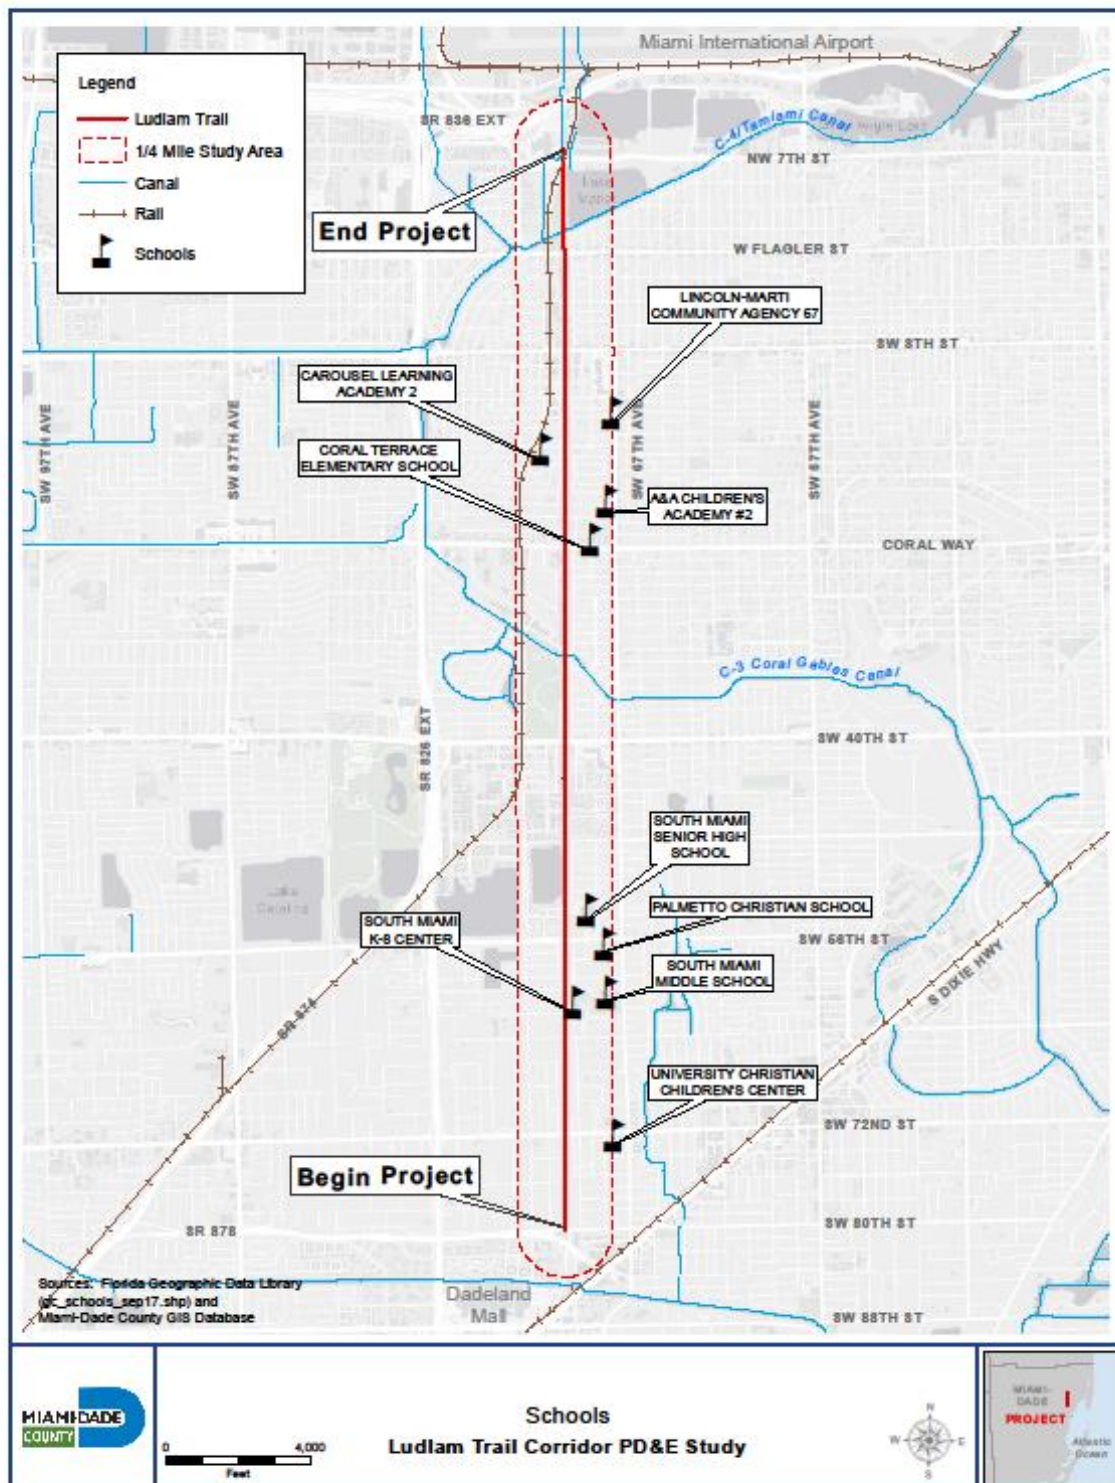 Miami International Airport
Legend
Ludlam Trail
1/4 Mile Study Area
Canal
Rail
Schools
SR 836 EXT
C-4/Tamiami Canal
NW 7TH ST
End Project
W FLAGLER ST
LINCOLN-MARTI
COMMUNITY AGENCY 67
SW 8TH ST
CAROUSEL LEARNING
ACADEMY 2
CORAL TERRACE
ELEMENTARY SCHOOL
SW 97TH AVE
SW 87TH AVE
SW 67TH AVE
SW 57TH AVE
A&A CHILDREN'S
ACADEMY #2
CORAL WAY
C-3 Coral Gables Canal
SR 826 EXT
SW 40TH ST
SOUTH MIAMI
SENIOR HIGH
SCHOOL
Lake
SOUTH MIAMI
K-8 CENTER
PALMETTO CHRISTIAN SCHOOL
SW 56TH ST
SOUTH MIAMI
MIDDLE SCHOOL
S DIXIE HWY
SR 874
UNIVERSITY CHRISTIAN
CHILDREN'S CENTER
SW 72ND ST
Begin Project
SR 878
SW 80TH ST
Sources: Florida Geographic Data Library
(gc_schools_sep17.shp) and
Miami-Dade County GIS Database
Dadeland
Mall
SW 88TH ST
MIAMI-DADE
COUNTY
0 4,000
Feet
Schools
Ludlam Trail Corridor PD&E Study
N
W E
S
MIAMI-
DADE
PROJECT
Atlantic
Ocean